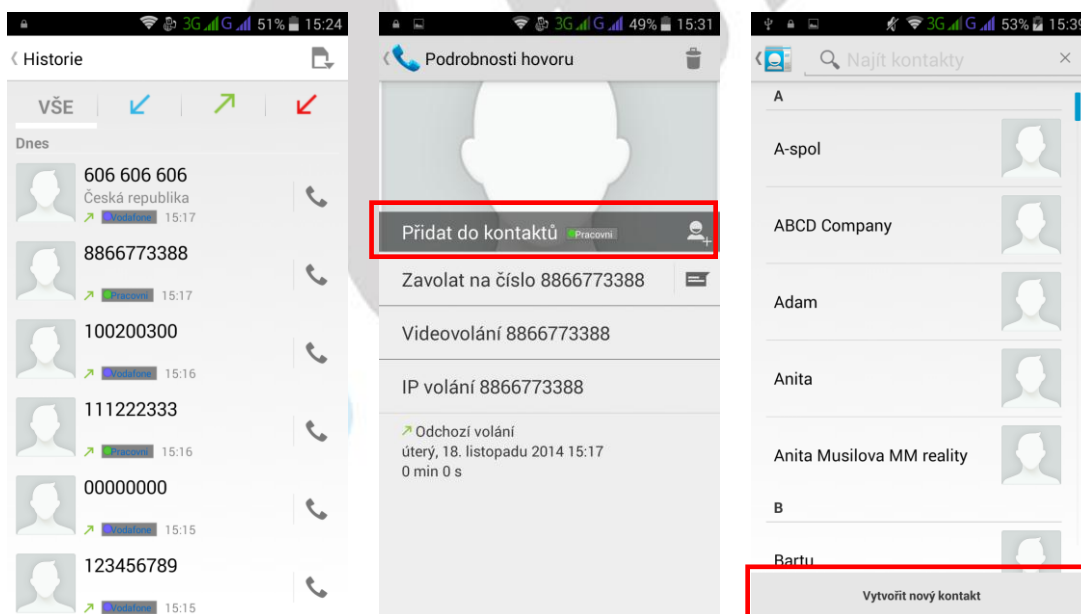 3G G 51% 15:24
Historie
VŠE
Dnes
606 606 606
Česká republika
Vodafone 15:17
8866773388
Pracovní 15:17
100200300
Vodafone 15:16
111222333
Pracovní 15:16
00000000
Vodafone 15:15
123456789
Vodafone 15:15
3G G 49% 15:31
Podrobnosti hovoru
Přidat do kontaktů Pracovní
Zavolat na číslo 8866773388
Videovolání 8866773388
IP volání 8866773388
Odchozí volání
úterý, 18. listopadu 2014 15:17
0 min 0 s
3G G 53% 15:39
Najít kontakty
A
A-spol
ABCD Company
Adam
Anita
Anita Musilova MM reality
B
Bartu
Vytvořit nový kontakt